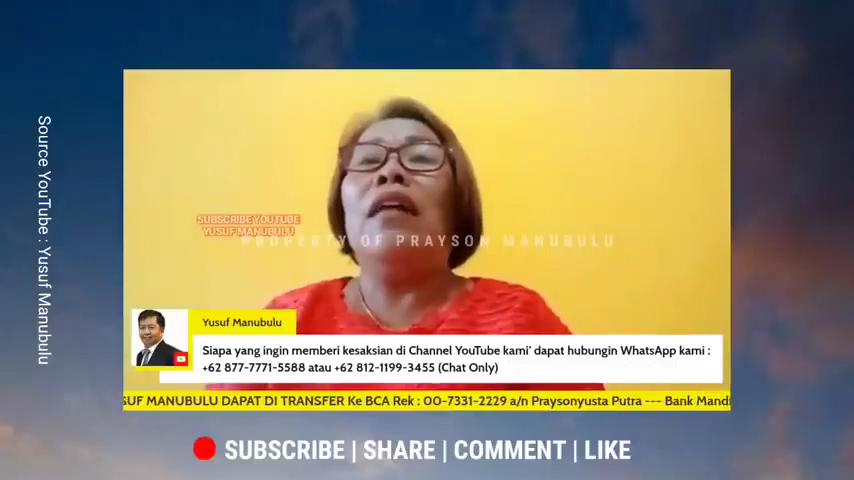 Source YouTube : Yusuf Manubulu
SUBSCRIBE YOUTUBE
YUSUF MANUBULU
PROPERTY OF PRAYSON MANUBULU
Yusuf Manubulu
Siapa yang ingin memberi kesaksian di Channel YouTube kami' dapat hubungin WhatsApp kami :
+62 877-7771-5588 atau +62 812-1199-3455 (Chat Only)
SUF MANUBULU DAPAT DI TRANSFER Ke BCA Rek : 00-7331-2229 a/n Praysonyusta Putra --- Bank Mandi
SUBSCRIBE | SHARE | COMMENT | LIKE